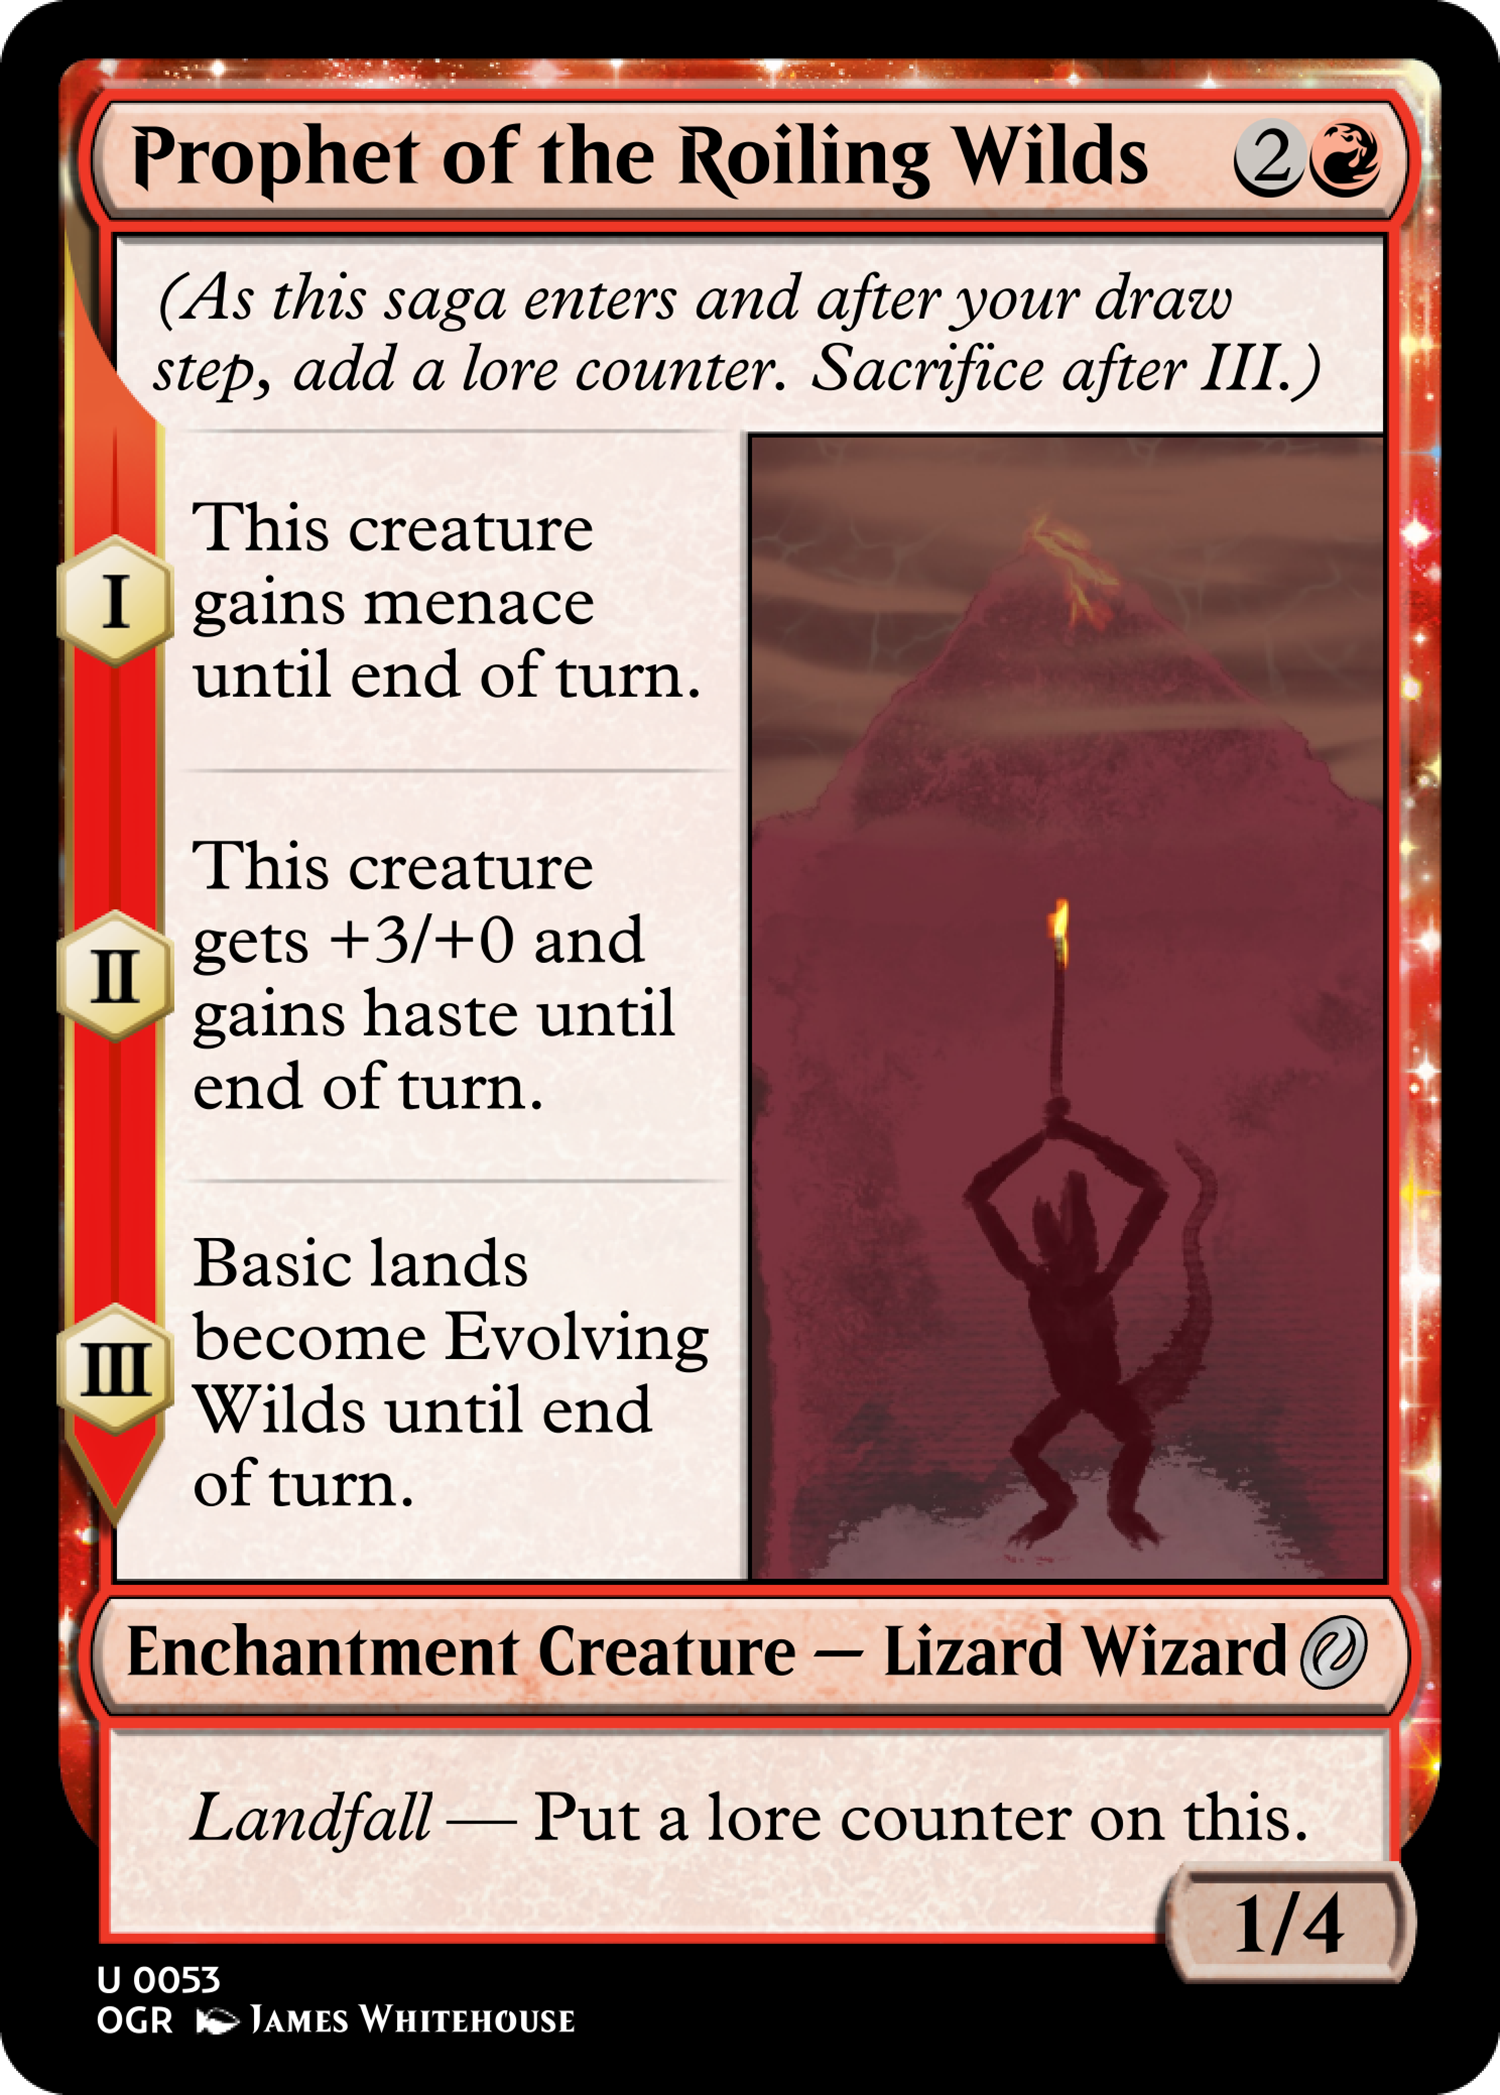 Prophet of the Roiling Wilds 2
(As this saga enters and after your draw
step, add a lore counter. Sacrifice after III.)
I
This creature
gains menace
until end of turn.
II
This creature
gets +3/+0 and
gains haste until
end of turn.
III
Basic lands
become Evolving
Wilds until end
of turn.
Enchantment Creature — Lizard Wizard
Landfall — Put a lore counter on this.
1/4
U 0053
OGR James Whitehouse